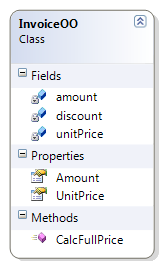 InvoiceOO
Class
Fields
amount
discount
unitPrice
Properties
Amount
UnitPrice
Methods
CalcFullPrice